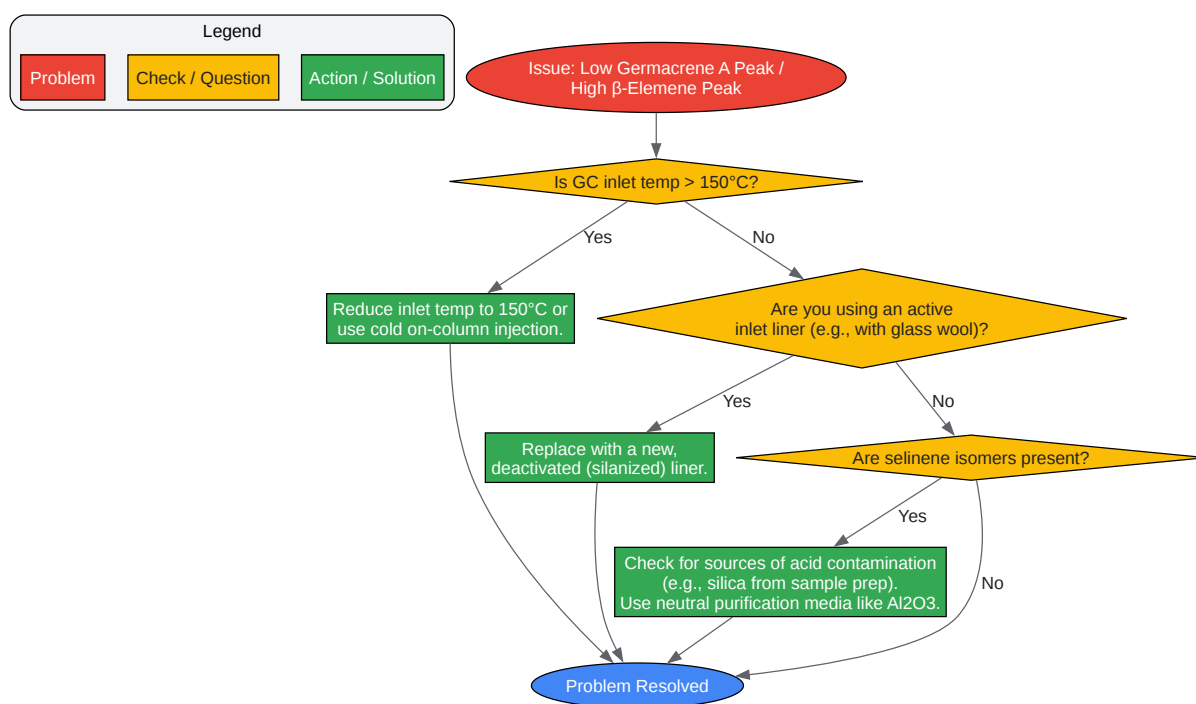 Legend
Problem
Check / Question
Action / Solution
Issue: Low Germacrene A Peak /
High β-Elemene Peak
Is GC inlet temp > 150°C?
Yes
No
Reduce inlet temp to 150°C or
use cold on-column injection.
Are you using an active
inlet liner (e.g., with glass wool)?
Yes
No
Replace with a new,
deactivated (silanized) liner.
Are selinene isomers present?
Yes
No
Check for sources of acid contamination
(e.g., silica from sample prep).
Use neutral purification media like Al2O3.
Problem Resolved